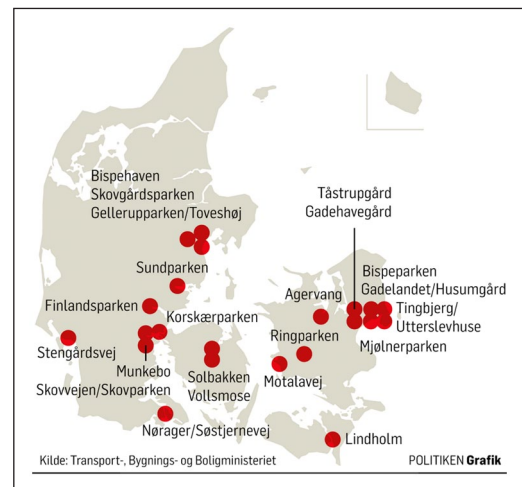 Bispehaven
Skovgårdsparken
Gellerupparken/Toveshøj
Tåstrupgård
Gadehavegård
Sundparken
Bispeparken
Gadelandet/Husumgård
Tingbjerg/
Utterslevhuse
Mjølnerparken
Agervang
Finlandsparken
Korskærparken
Ringparken
Stengårdsvej
Munkebo
Skovvejen/Skovparken
Solbakken
Vollsmose
Motalavej
Nørager/Søstjernevej
Lindholm
Kilde: Transport-, Bygnings- og Boligministeriet
POLITIKEN Grafik